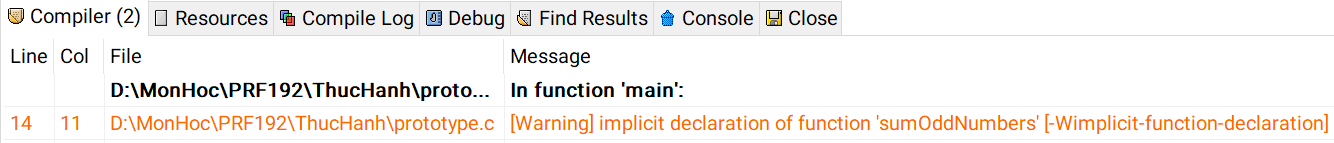 Compiler (2) Resources Compile Log Debug Find Results Console Close
Line Col File Message
D:\MonHoc\PRF192\ThucHanh\proto... In function 'main':
14 11 D:\MonHoc\PRF192\ThucHanh\prototype.c [Warning] implicit declaration of function 'sumOddNumbers' [-Wimplicit-function-declaration]